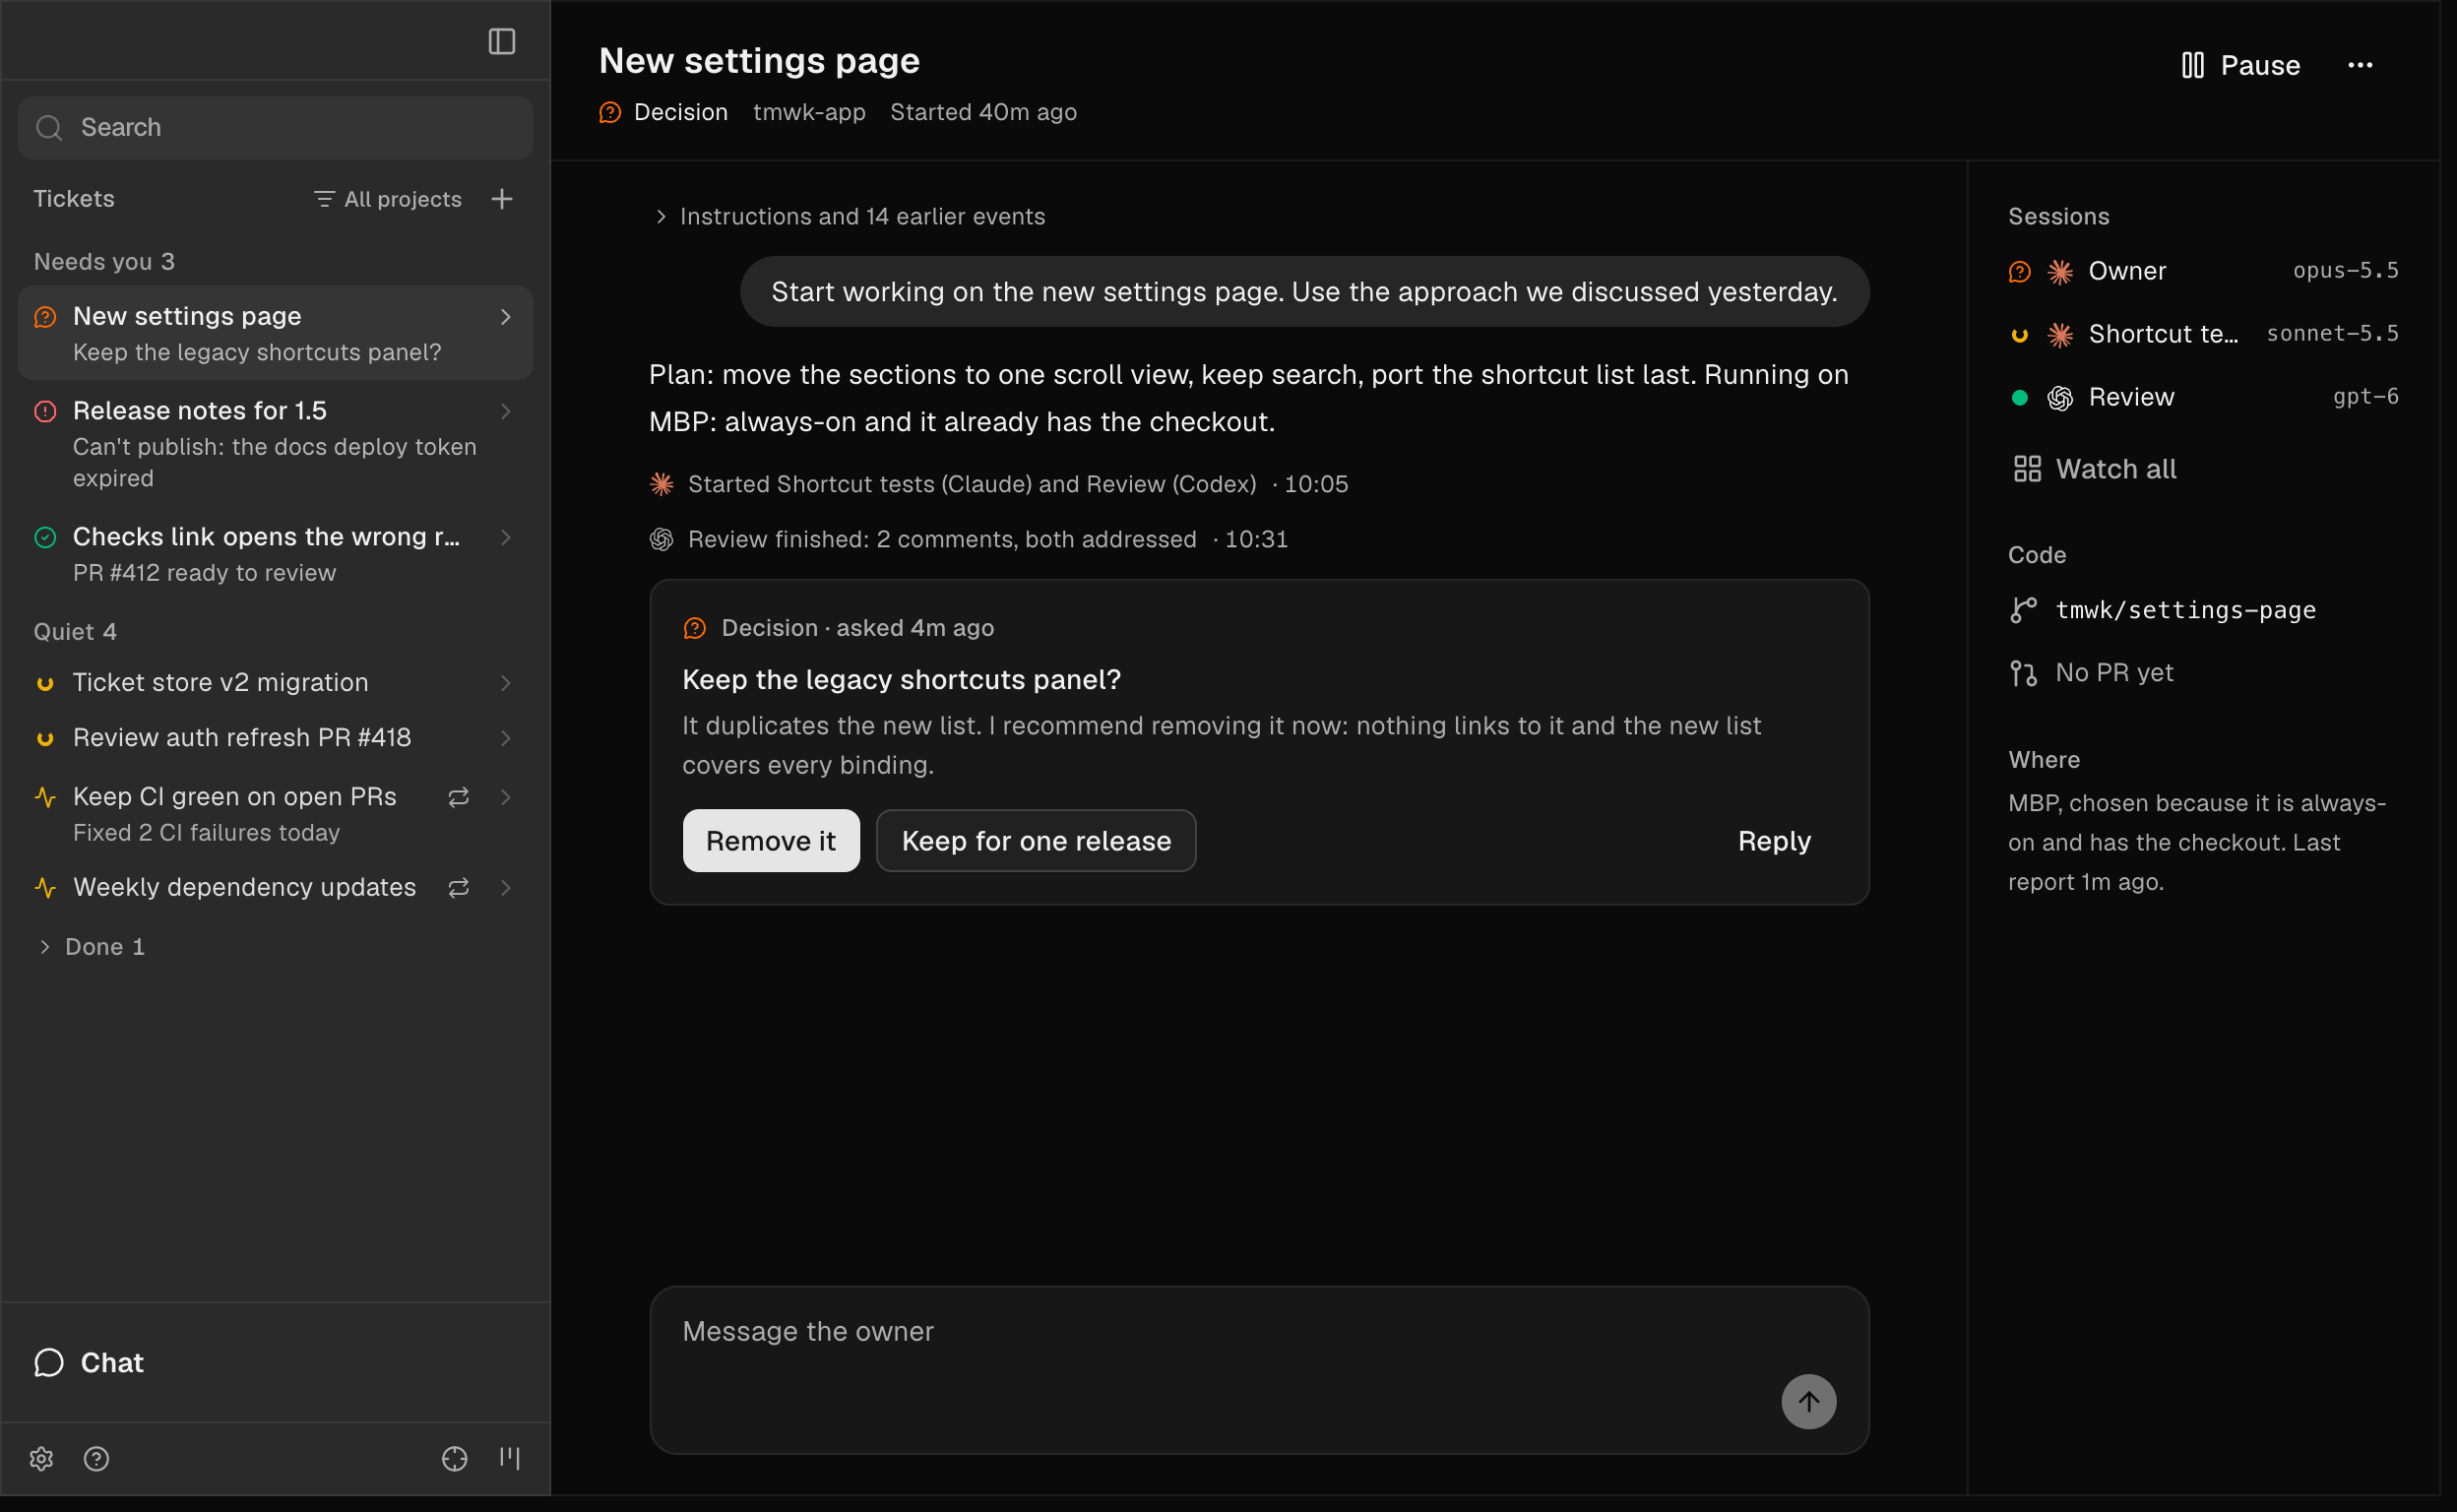 Search
Tickets
All projects
Needs you 3
New settings page
Keep the legacy shortcuts panel?
Release notes for 1.5
Can't publish: the docs deploy token
expired
Checks link opens the wrong r...
PR #412 ready to review
Quiet 4
Ticket store v2 migration
Review auth refresh PR #418
Keep CI green on open PRs
Fixed 2 CI failures today
Weekly dependency updates
Done 1
Chat
New settings page
Decision tmwk-app Started 40m ago
Pause
Instructions and 14 earlier events
Start working on the new settings page. Use the approach we discussed yesterday.
Plan: move the sections to one scroll view, keep search, port the shortcut list last. Running on
MBP: always-on and it already has the checkout.
Started Shortcut tests (Claude) and Review (Codex) · 10:05
Review finished: 2 comments, both addressed · 10:31
Decision · asked 4m ago
Keep the legacy shortcuts panel?
It duplicates the new list. I recommend removing it now: nothing links to it and the new list
covers every binding.
Remove it
Keep for one release
Reply
Message the owner
Sessions
Owner opus-5.5
Shortcut te... sonnet-5.5
Review gpt-6
Watch all
Code
tmwk/settings-page
No PR yet
Where
MBP, chosen because it is always-
on and has the checkout. Last
report 1m ago.